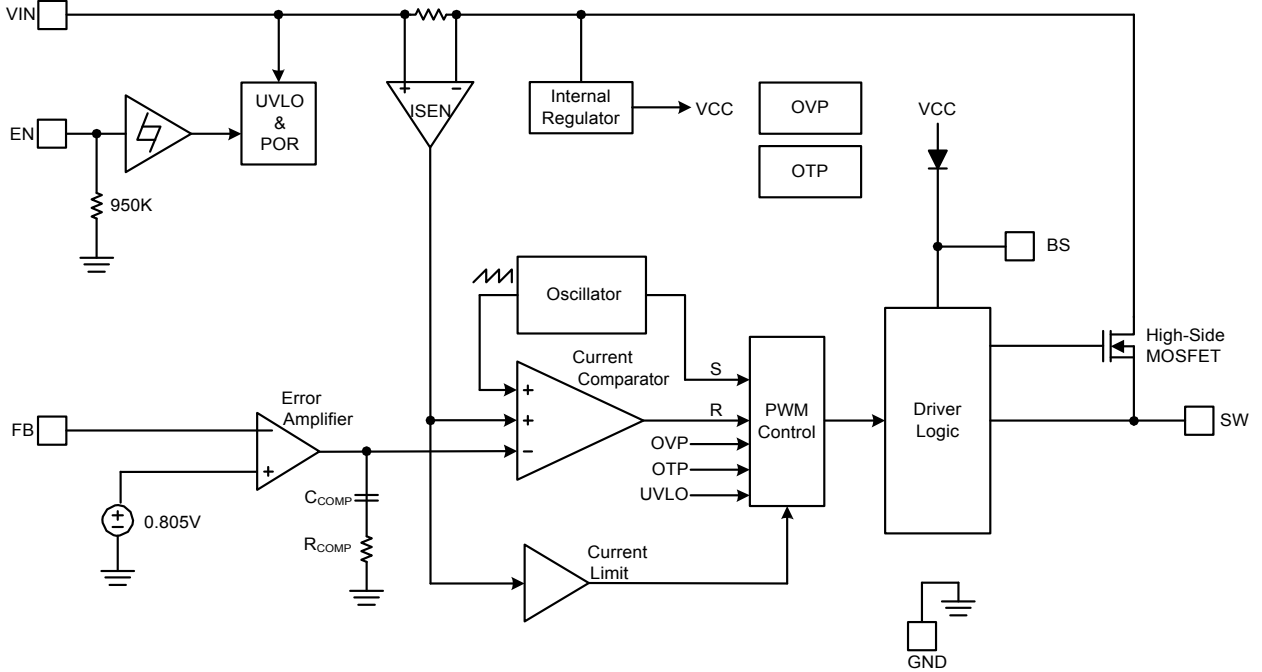 VIN
+ −
ISEN
UVLO
&
POR
Internal
Regulator
VCC
OVP
VCC
EN
OTP
950K
BS
Oscillator
High-Side
MOSFET
Current
Comparator
S
+
Error
Amplifier
R
PWM
Control
Driver
Logic
+
FB
−
SW
OVP
−
+
OTP
UVLO
CCOMP
+
−
0.805V
RCOMP
Current
Limit
GND